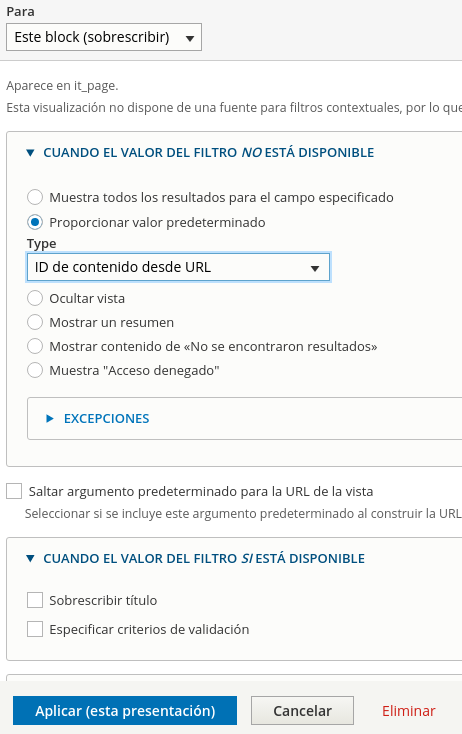 Para
Este block (sobrescribir)
Aparece en it_page.
Esta visualización no dispone de una fuente para filtros contextuales, por lo que
CUANDO EL VALOR DEL FILTRO NO ESTÁ DISPONIBLE
Muestra todos los resultados para el campo especificado
Proporcionar valor predeterminado
Type
ID de contenido desde URL
Ocultar vista
Mostrar un resumen
Mostrar contenido de «No se encontraron resultados»
Muestra "Acceso denegado"
EXCEPCIONES
Saltar argumento predeterminado para la URL de la vista
Seleccionar si se incluye este argumento predeterminado al construir la URL
CUANDO EL VALOR DEL FILTRO SI ESTÁ DISPONIBLE
Sobrescribir título
Especificar criterios de validación
Aplicar (esta presentación)
Cancelar
Eliminar